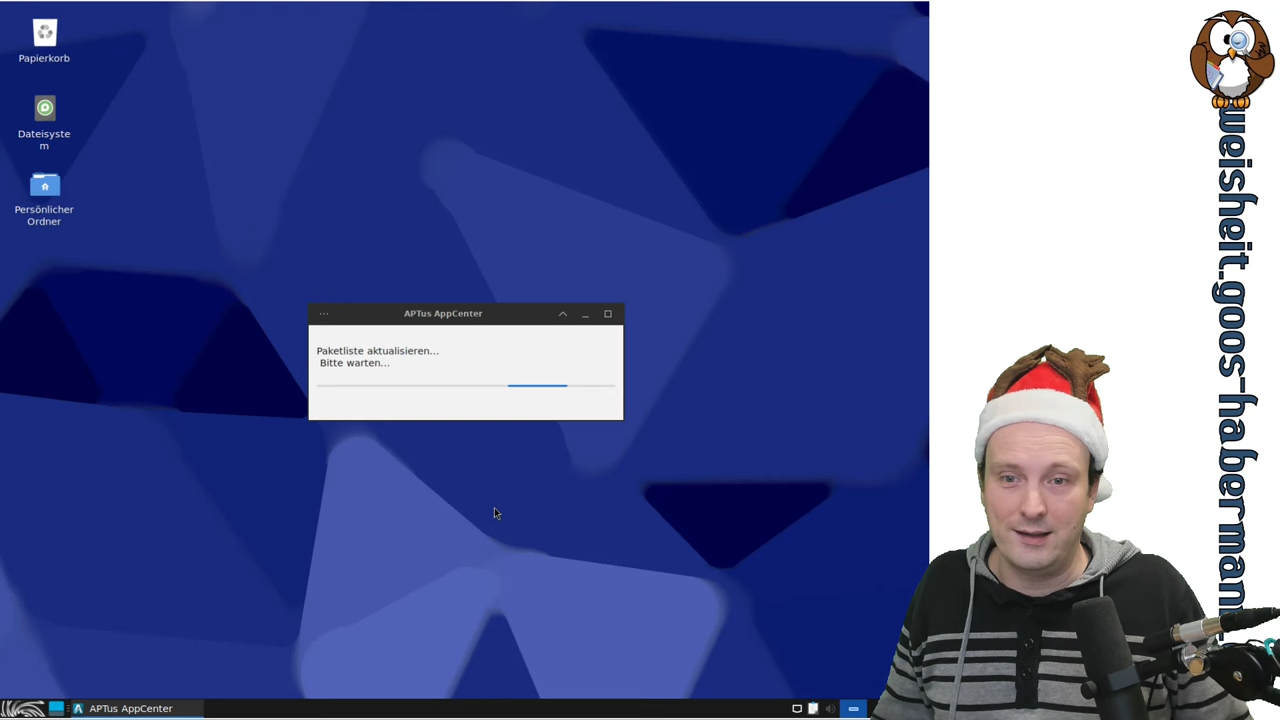 Papierkorb
Dateisyste
m
Persönlicher
Ordner
APTus AppCenter
Paketliste aktualisieren...
Bitte warten...
APTus AppCenter
weisheit.goos-habermann.